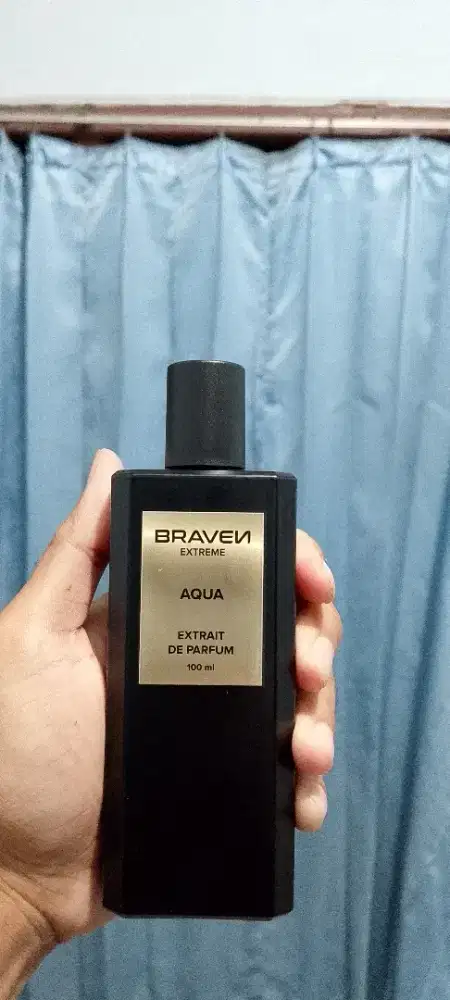 BRAVEN
EXTREME
AQUA
EXTRAIT
DE PARFUM
100 ml